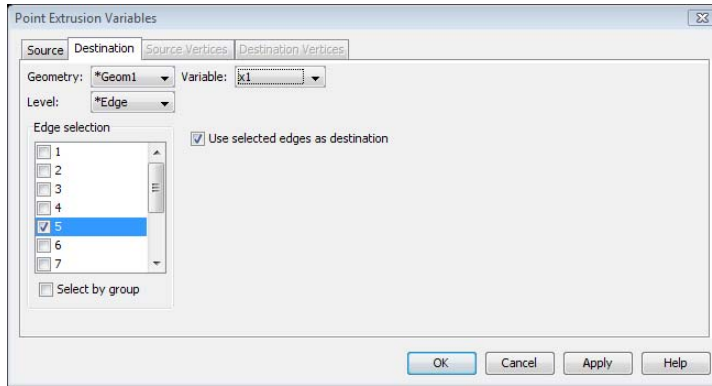 Point Extrusion Variables
Source Destination Source Vertices Destination Vertices
Geometry: *Geom1 Variable: x1
Level: *Edge
Edge selection
Use selected edges as destination
1
2
3
4
5
6
7
Select by group
OK Cancel Apply Help